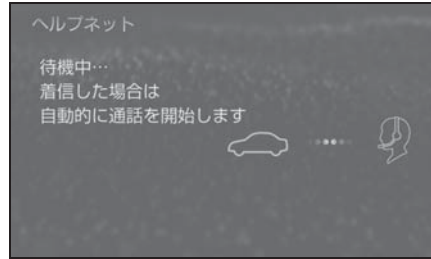 ヘルプネット
待機中…
着信した場合は
自動的に通話を開始します